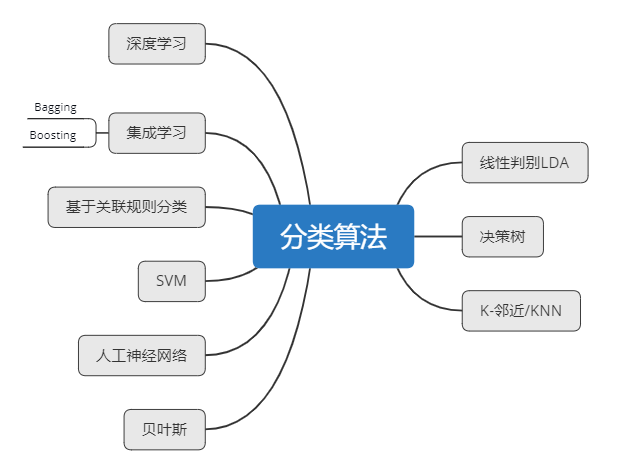 深度学习
Bagging
集成学习
Boosting
线性判别LDA
基于关联规则分类
分类算法
决策树
SVM
K-邻近/KNN
人工神经网络
贝叶斯